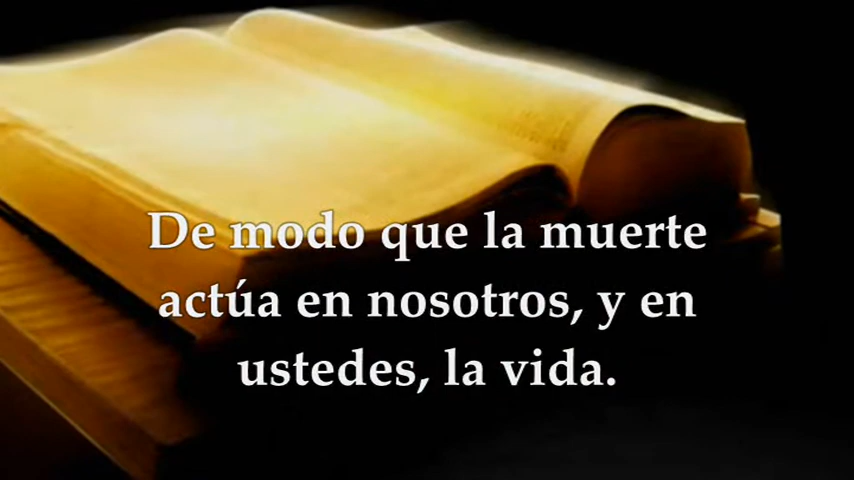 De modo que la muerte
actúa en nosotros, y en
ustedes, la vida.